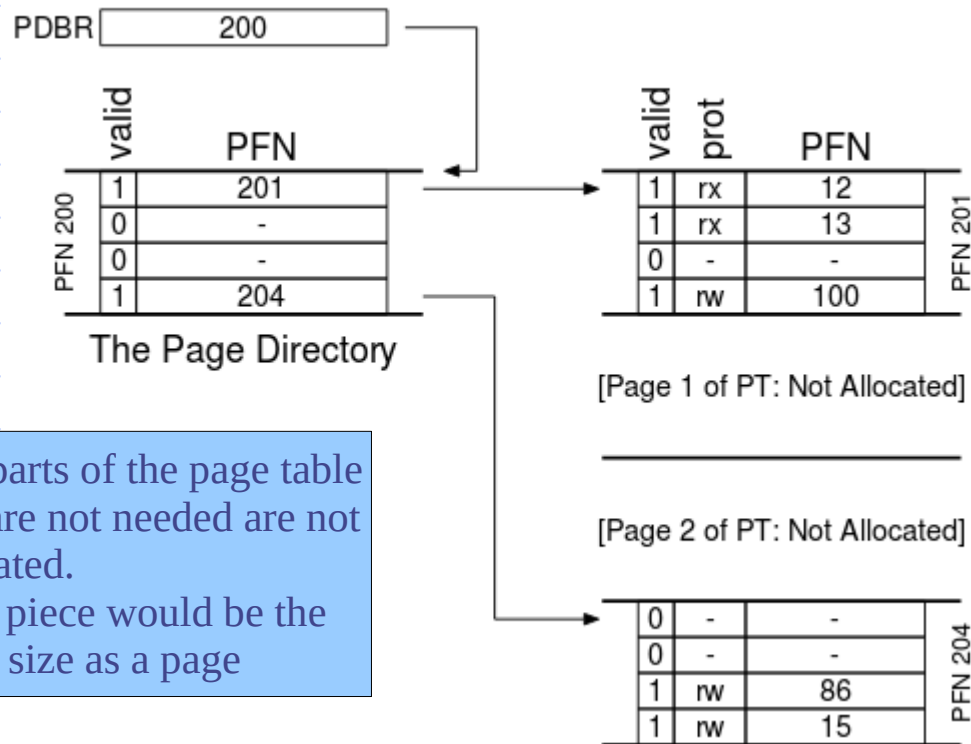 PDBR 200
valid PFN
PFN 200
1 201
0 -
0 -
1 204
The Page Directory
valid prot PFN
PFN 201
1 rx 12
1 rx 13
0 - -
1 rw 100
[Page 1 of PT: Not Allocated]
[Page 2 of PT: Not Allocated]
PFN 204
0 - -
0 - -
1 rw 86
1 rw 15
parts of the page table
are not needed are not
ated.
piece would be the
size as a page